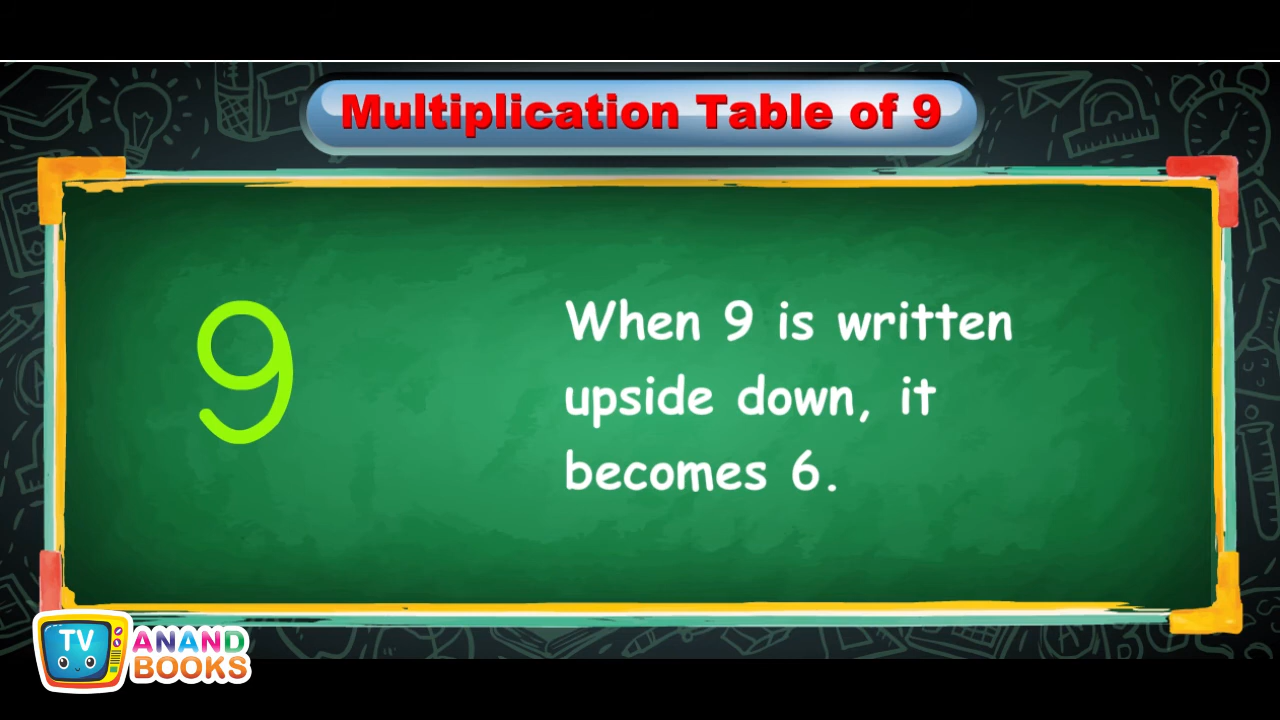 Multiplication Table of 9
9
When 9 is written
upside down, it
becomes 6.
TV
ANAND
BOOKS